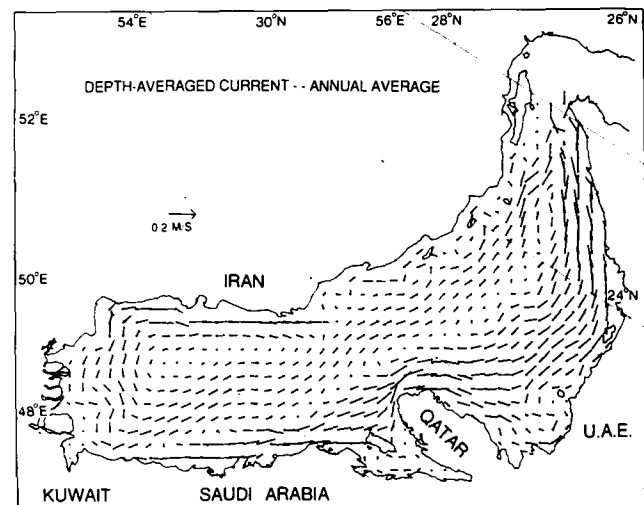 54°E 30°N 56°E 28°N 26°N
DEPTH-AVERAGED CURRENT -- ANNUAL AVERAGE
52°E
0.2 M/S
50°E
IRAN
24°N
48°E
QATAR
U.A.E.
KUWAIT SAUDI ARABIA